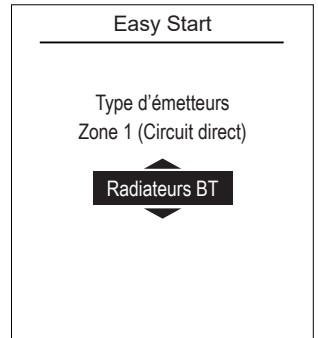 Easy Start
Type d'émetteurs
Zone 1 (Circuit direct)
Radiateurs BT